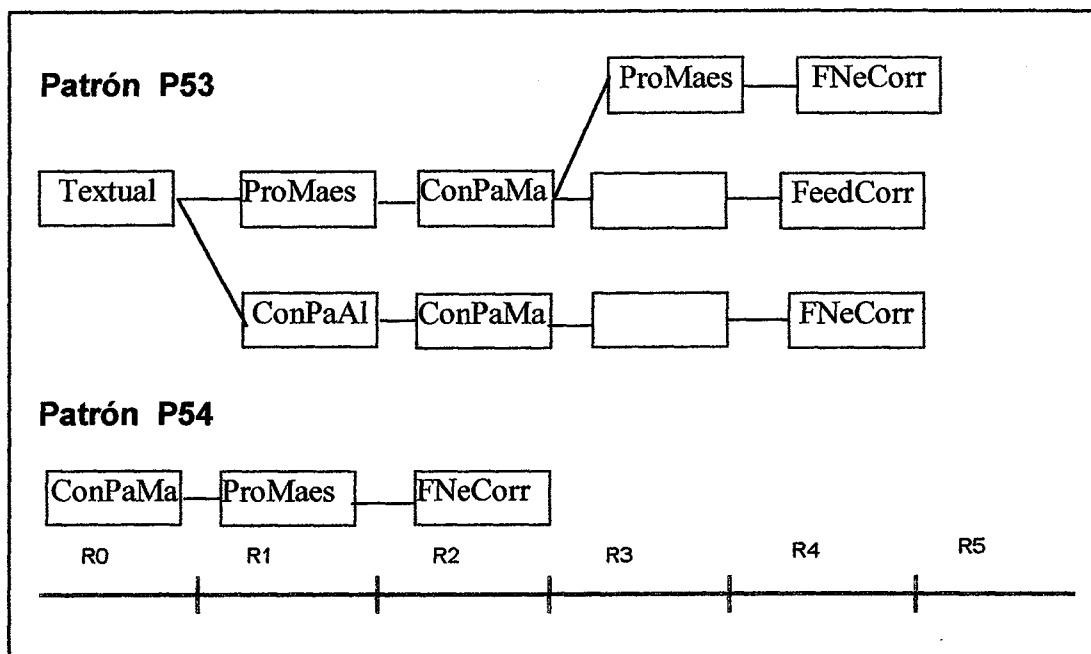 Patrón P53
ProMaes FNeCorr
Textual ProMaes ConPaMa FeedCorr
ConPaAl ConPaMa FNeCorr
Patrón P54
ConPaMa ProMaes FNeCorr
R0 R1 R2 R3 R4 R5